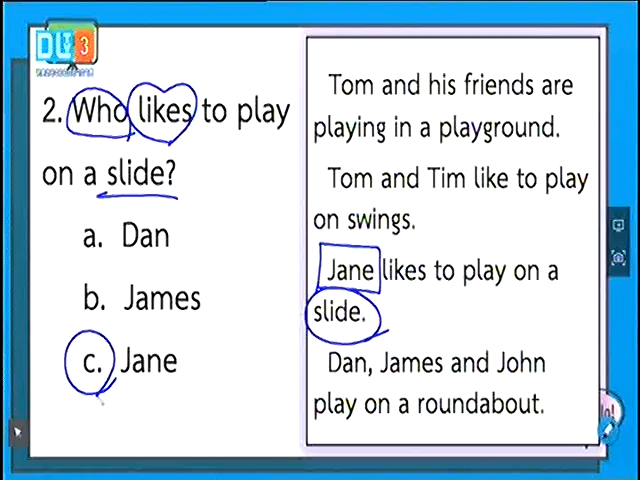 DU 3
2. Who likes to play
on a slide?
a. Dan
b. James
c. Jane
Tom and his friends are
playing in a playground.
Tom and Tim like to play
on swings.
Jane likes to play on a
slide.
Dan, James and John
play on a roundabout.